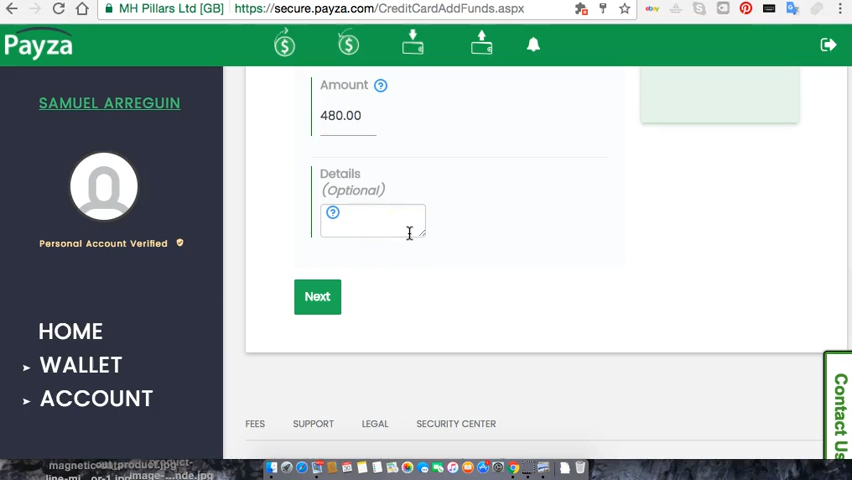 MH Pillars Ltd [GB]
https://secure.payza.com/CreditCardAddFunds.aspx
ebay
Payza
SAMUEL ARREGUIN
Personal Account Verified
HOME
WALLET
ACCOUNT
Amount
480.00
Details
(Optional)
Next
FEES SUPPORT LEGAL SECURITY CENTER
Contact Us